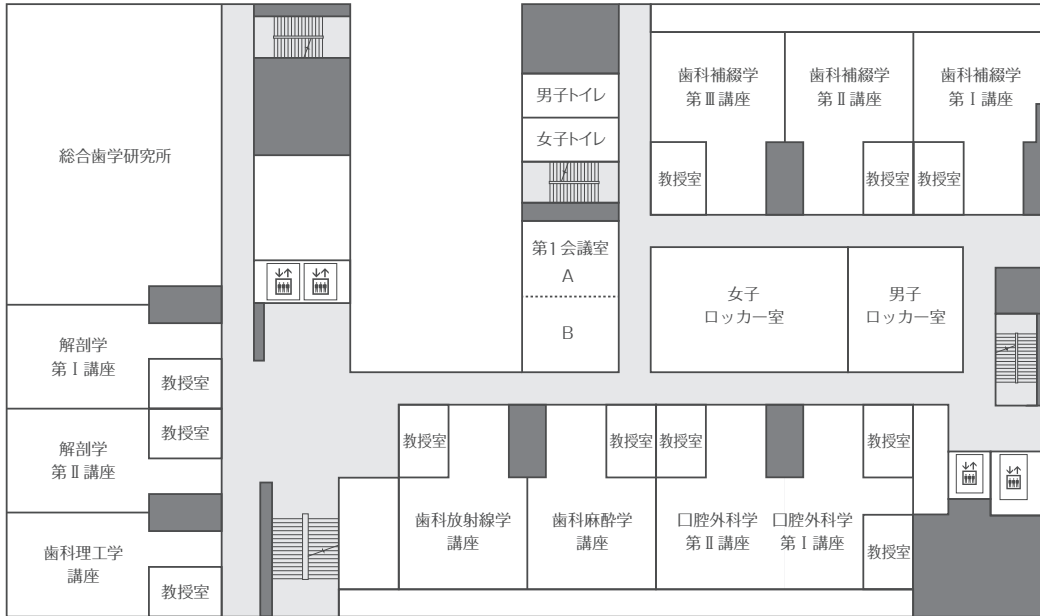 総合歯学研究所
解剖学
第Ⅰ講座
教授室
教授室
解剖学
第Ⅱ講座
歯科理工学
講座
教授室
男子トイレ
女子トイレ
第1会議室
A
B
歯科補綴学
第Ⅲ講座
歯科補綴学
第Ⅱ講座
歯科補綴学
第Ⅰ講座
教授室
教授室
教授室
女子
ロッカー室
男子
ロッカー室
教授室
教授室
教授室
教授室
歯科放射線学
講座
歯科麻酔学
講座
口腔外科学
第Ⅱ講座
口腔外科学
第Ⅰ講座
教授室